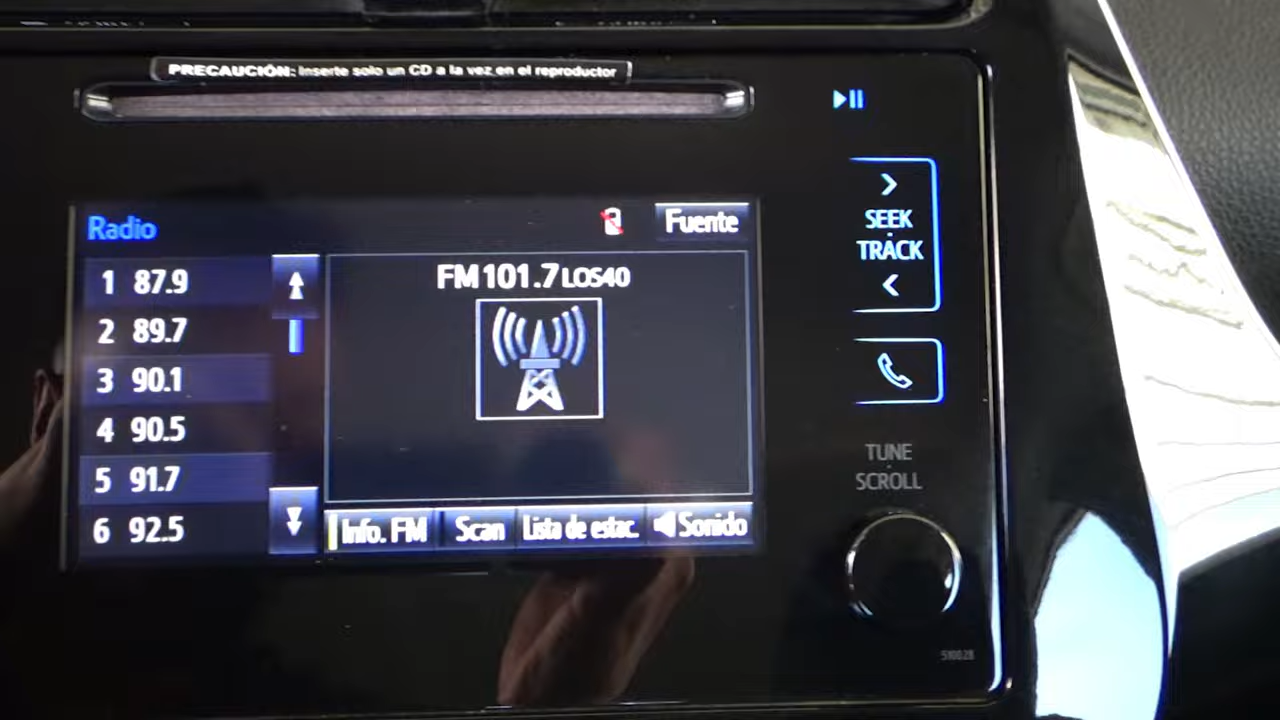 PRECAUCIÓN: Inserte solo un CD a la vez en el reproductor
Radio
Fuente
FM 101.7 LOS40
1 87.9
2 89.7
3 90.1
4 90.5
5 91.7
6 92.5
Info. FM
Scan
Lista de estac.
Sonido
SEEK
TRACK
TUNE
SCROLL
510028